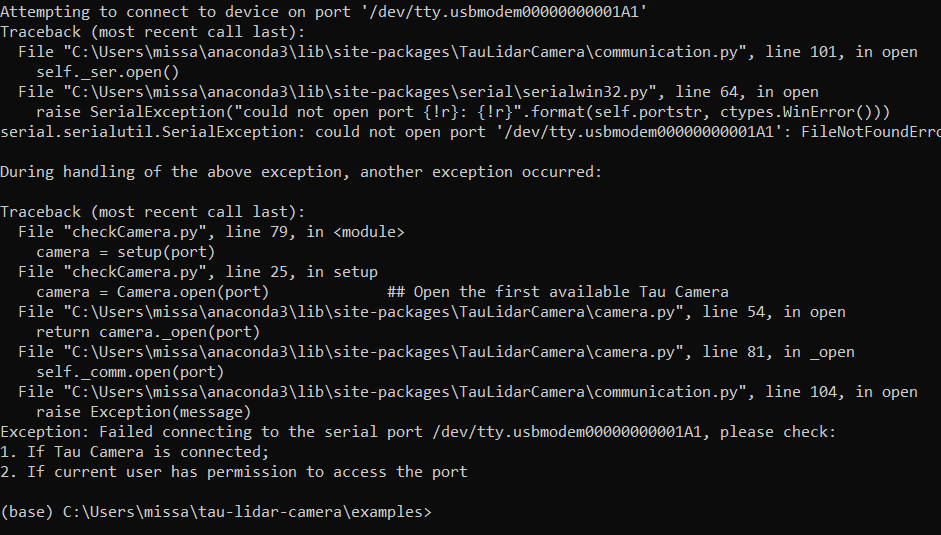 Attempting to connect to device on port '/dev/tty.usbmodem00000000001A1'
Traceback (most recent call last):
  File "C:\Users\missa\anaconda3\lib\site-packages\TauLidarCamera\communication.py", line 101, in open
    self._ser.open()
  File "C:\Users\missa\anaconda3\lib\site-packages\serial\serialwin32.py", line 64, in open
    raise SerialException("could not open port {!r}: {!r}".format(self.portstr, ctypes.WinError()))
serial.serialutil.SerialException: could not open port '/dev/tty.usbmodem00000000001A1': FileNotFoundErro

During handling of the above exception, another exception occurred:

Traceback (most recent call last):
  File "checkCamera.py", line 79, in <module>
    camera = setup(port)
  File "checkCamera.py", line 25, in setup
    camera = Camera.open(port)             ## Open the first available Tau Camera
  File "C:\Users\missa\anaconda3\lib\site-packages\TauLidarCamera\camera.py", line 54, in open
    return camera._open(port)
  File "C:\Users\missa\anaconda3\lib\site-packages\TauLidarCamera\camera.py", line 81, in _open
    self._comm.open(port)
  File "C:\Users\missa\anaconda3\lib\site-packages\TauLidarCamera\communication.py", line 104, in open
    raise Exception(message)
Exception: Failed connecting to the serial port /dev/tty.usbmodem00000000001A1, please check:
1. If Tau Camera is connected;
2. If current user has permission to access the port

(base) C:\Users\missa\tau-lidar-camera\examples>